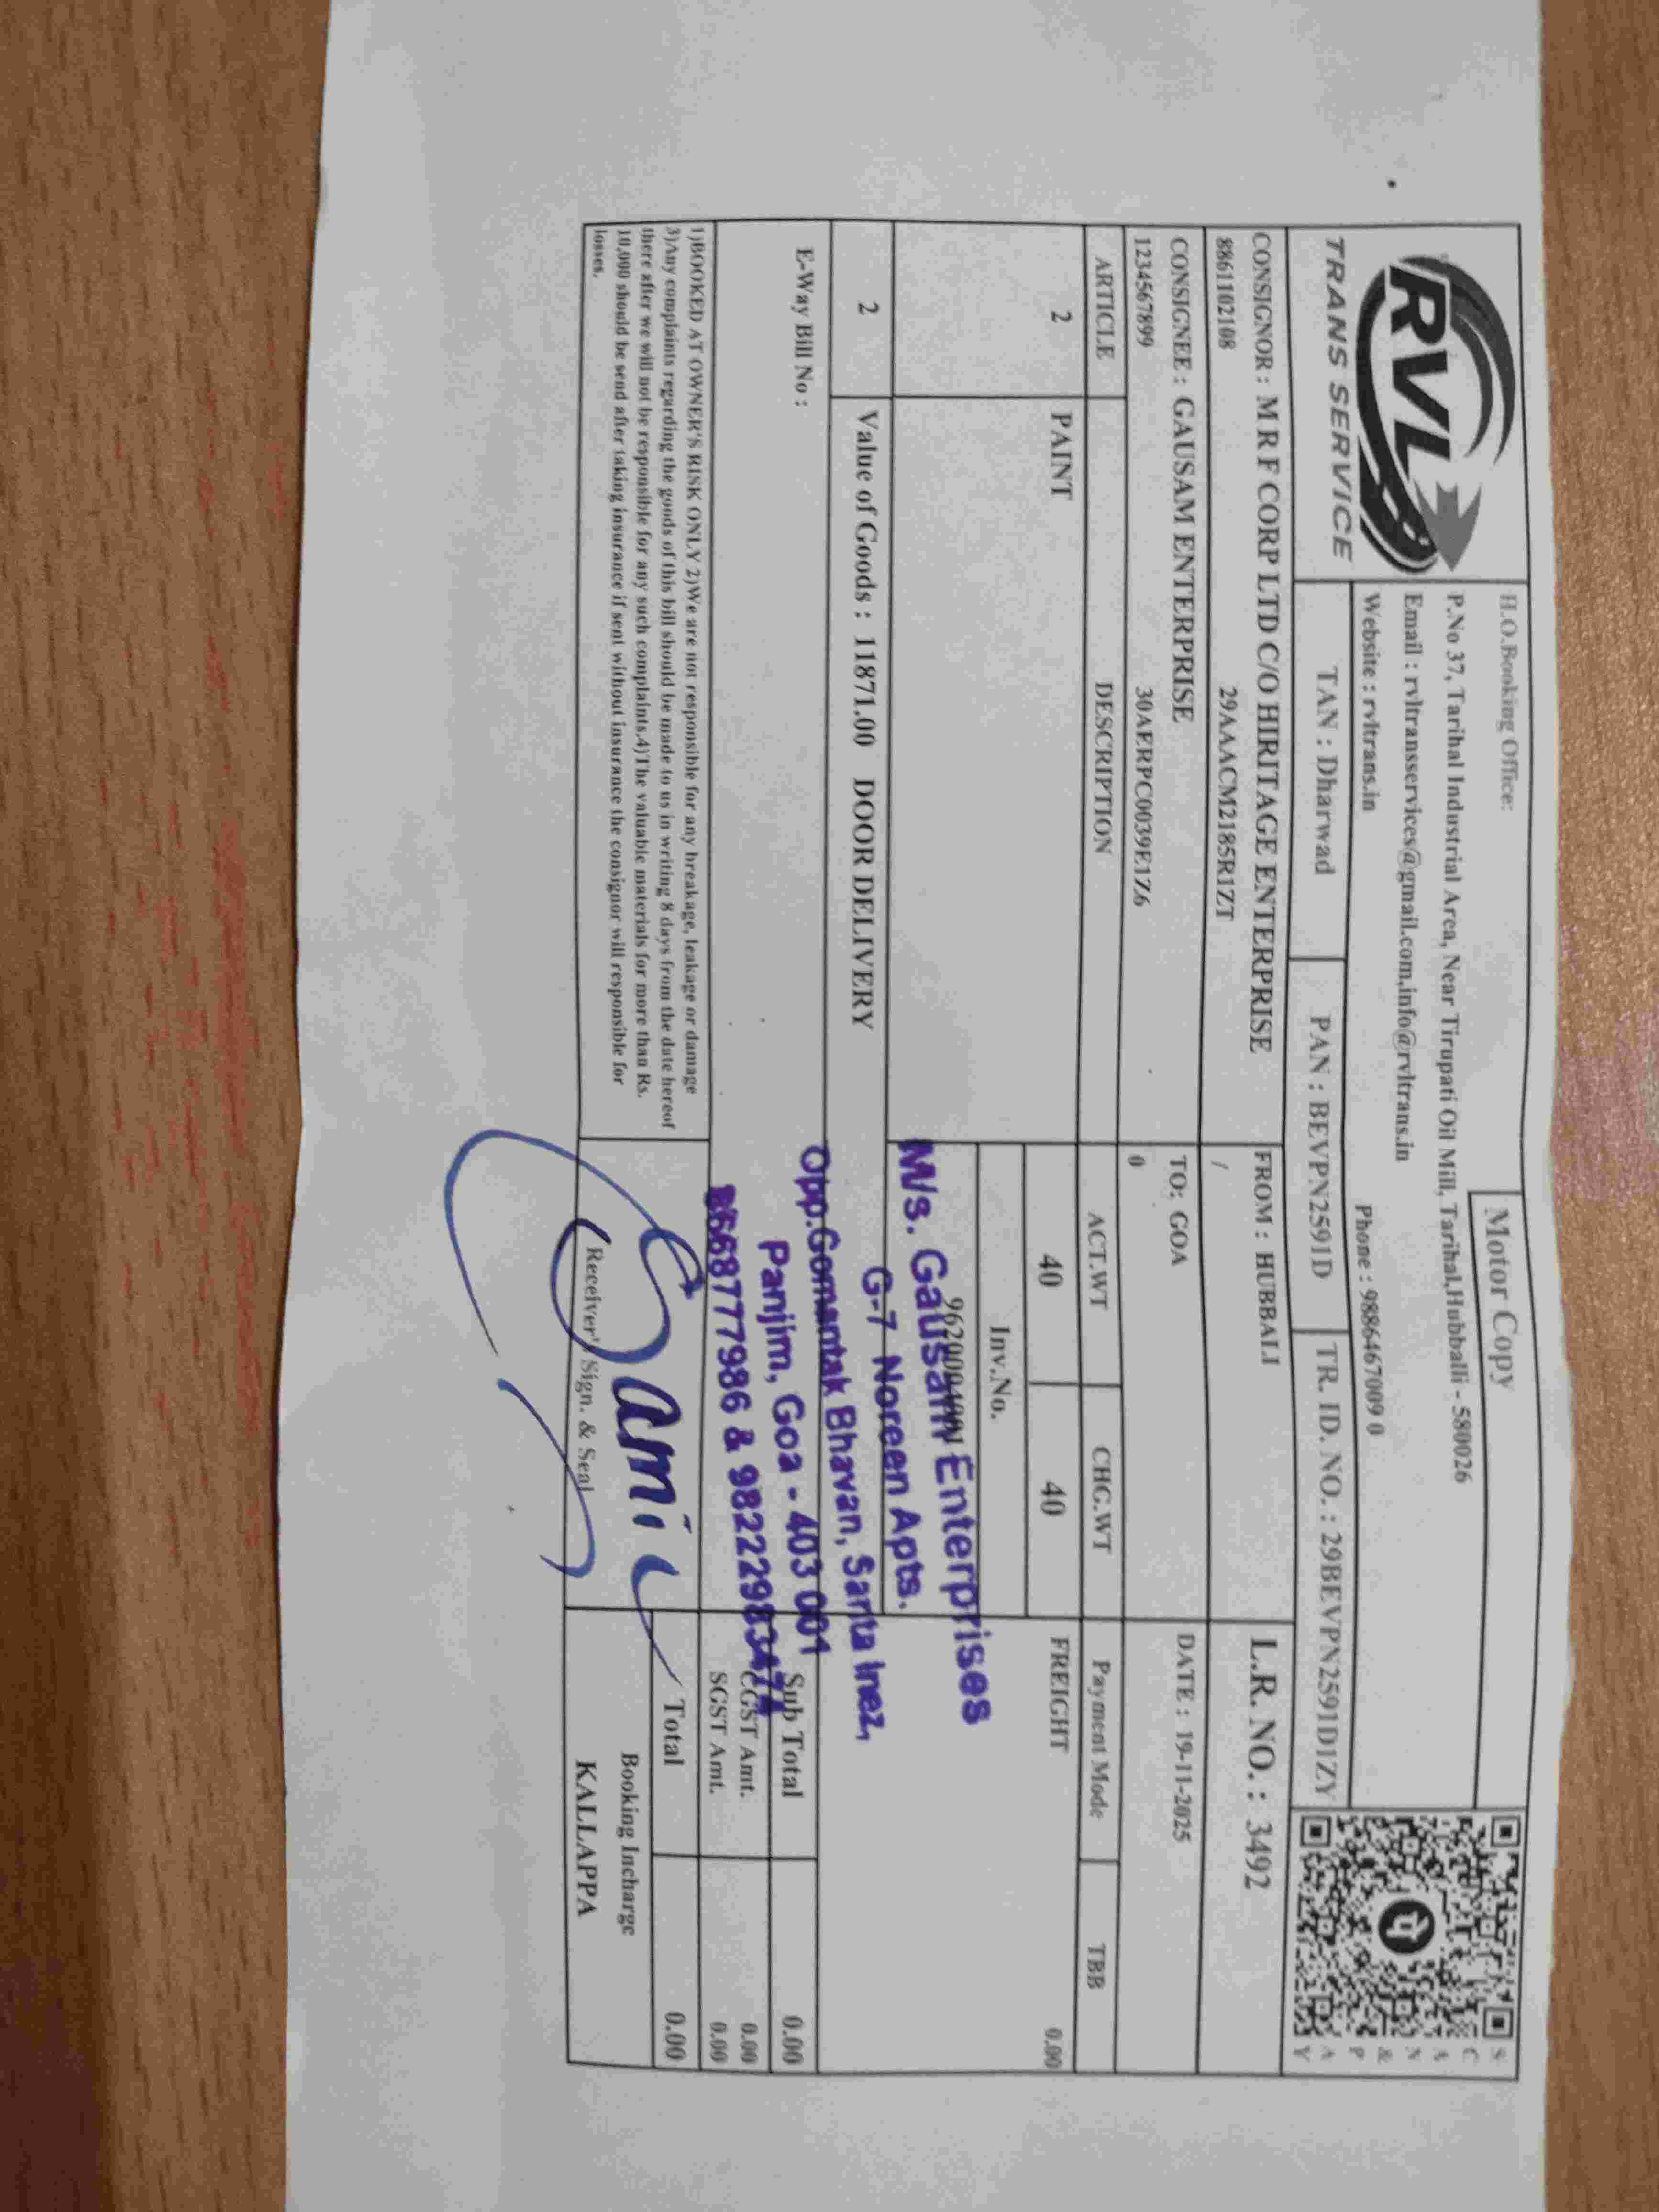 RVL
TRANS SERVICE
H.O.Booking Office:
Motor Copy
P.No 37, Tarihal Industrial Area, Near Tirupati Oil Mill, Tarihal,Hubballi - 580026
Email : rvltransservices@gmail.com,info@rvltrans.in
Website : rvltrans.in
Phone : 9886467009 0
SCAN & PAY
TAN : Dharwad
PAN : BEVPN2591D
TR. ID. NO. : 29BEVPN2591D1ZY
CONSIGNOR : M R F CORP LTD C/O HIRITAGE ENTERPRISE
8861102108
29AAACM2185R1ZT
FROM : HUBBALI
/
L.R. NO. : 3492
CONSIGNEE : GAUSAM ENTERPRISE
1234567899
30AERPC0039E1Z6
TO: GOA
0
DATE : 19-11-2025
ARTICLE
DESCRIPTION
ACT.WT
CHG.WT
Payment Mode
TBB
2
PAINT
40
40
FREIGHT
0.00
Inv.No.
M/s. Gausam Enterprises
G-7 Noreen Apts.
Opp.Gomantak Bhavan, Santa Inez,
Panjim, Goa - 403 001
2
Value of Goods : 11871.00 DOOR DELIVERY
E-Way Bill No :
Sub Total
0.00
CGST Amt.
0.00
SGST Amt.
0.00
Total
0.00
1)BOOKED AT OWNER'S RISK ONLY 2)We are not responsible for any breakage, leakage or damage
3)Any complaints regarding the goods of this bill should be made to us in writing 8 days from the date hereof
there after we will not be responsible for any such complaints.4)The valuable materials for more than Rs.
10,000 should be send after taking insurance if sent without insurance the consignor will responsible for
losses.
Receiver's Sign. & Seal
Booking Incharge
KALLAPPA